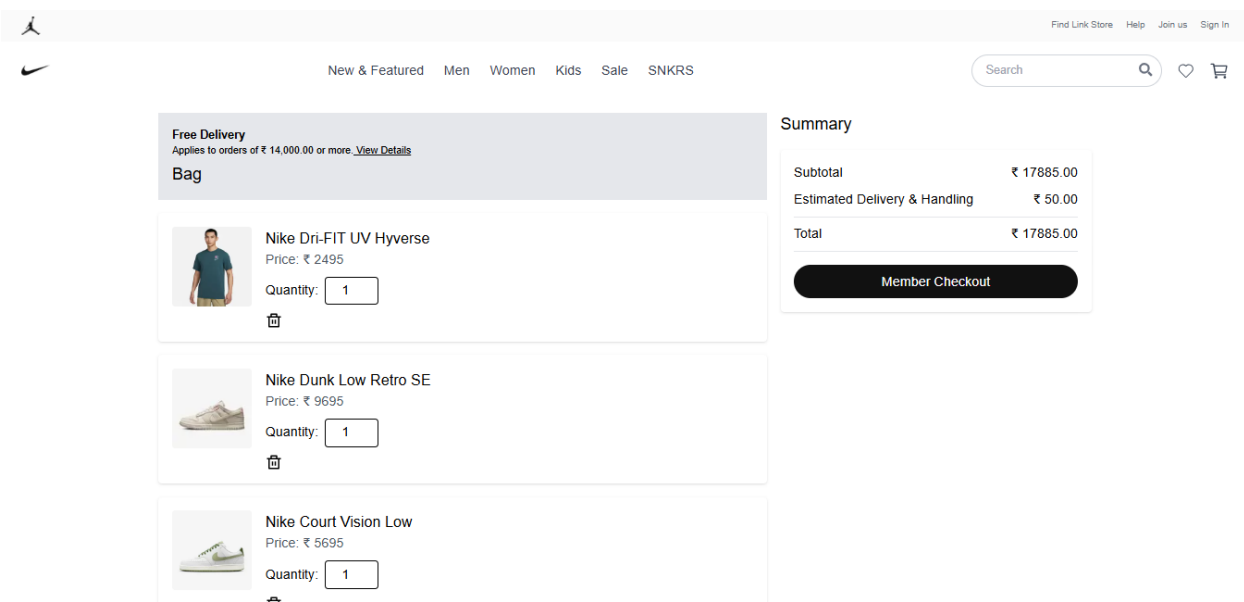 Find Link Store Help Join us Sign In
New & Featured Men Women Kids Sale SNKRS
Search
Free Delivery
Applies to orders of ₹ 14,000.00 or more. View Details
Bag
Nike Dri-FIT UV Hyverse
Price: ₹ 2495
Quantity: 1
Nike Dunk Low Retro SE
Price: ₹ 9695
Quantity: 1
Nike Court Vision Low
Price: ₹ 5695
Quantity: 1
Summary
Subtotal ₹ 17885.00
Estimated Delivery & Handling ₹ 50.00
Total ₹ 17885.00
Member Checkout